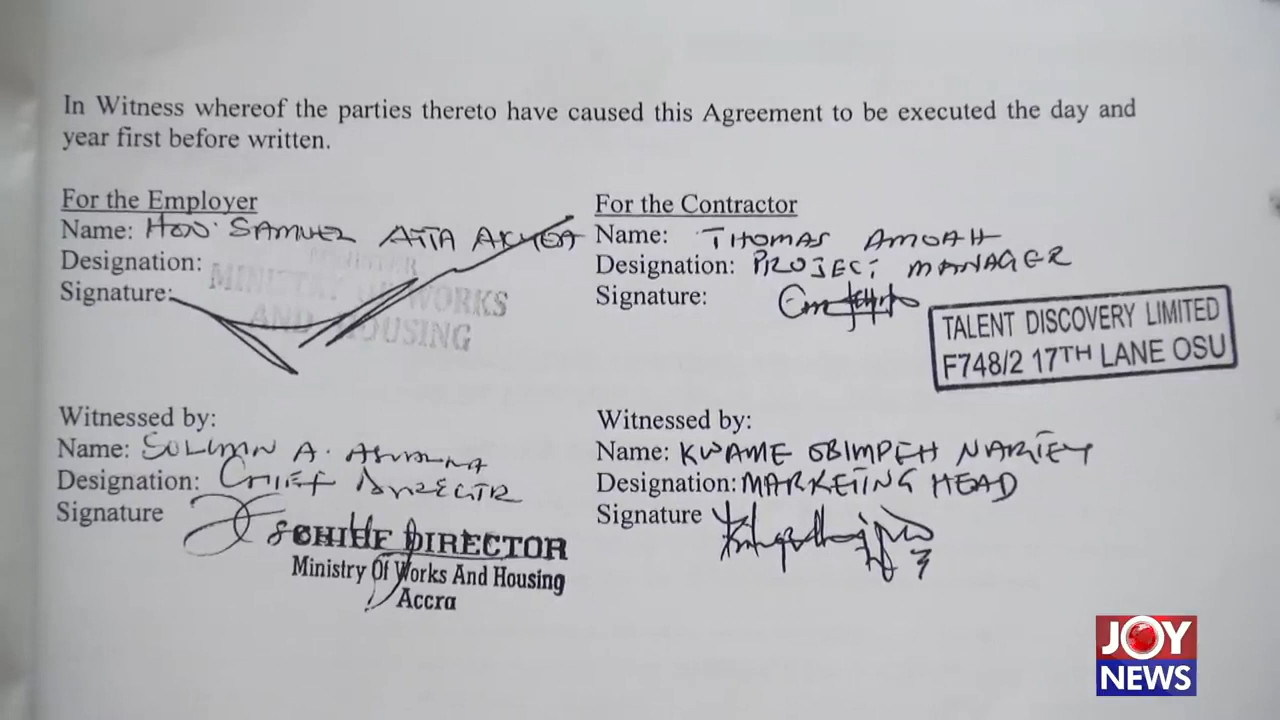 In Witness whereof the parties thereto have caused this Agreement to be executed the day and
year first before written.
For the Employer
Name: HON. SAMUEL ATTA AKYEA
Designation:
MINISTER
MINISTRY OF WORKS
AND HOUSING
Signature:
For the Contractor
Name: THOMAS AMOAH
Designation: PROJECT MANAGER
Signature:
TALENT DISCOVERY LIMITED
F748/2 17TH LANE OSU
Witnessed by:
Name: SOLOMON A.
Designation: CHIEF DIRECTOR
Signature
CHIEF DIRECTOR
Ministry Of Works And Housing
Accra
Witnessed by:
Name: KWAME OBIMPEH NARTEY
Designation: MARKETING HEAD
Signature
JOY
NEWS